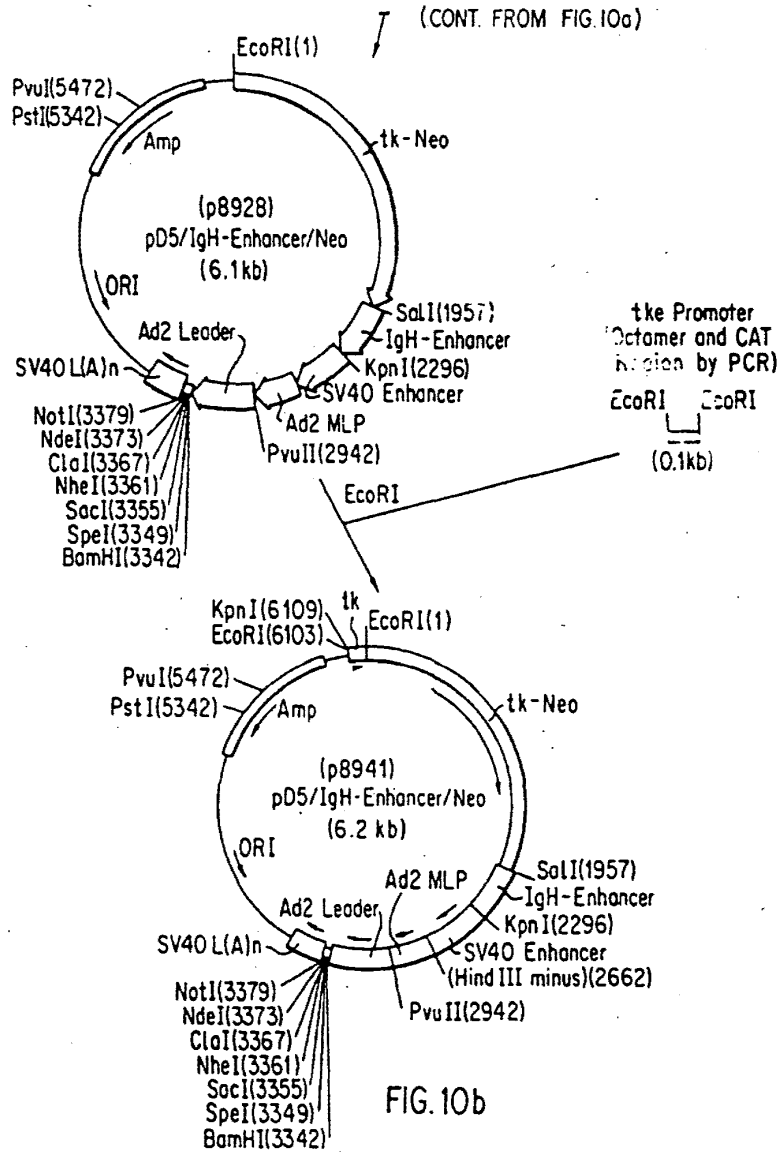 (CONT. FROM FIG.10a)
EcoRI(1)
PvuI(5472)
PstI(5342)
Amp
tk-Neo
(p8928)
pD5/IgH-Enhancer/Neo
(6.1kb)
ORI
Ad2 Leader
SalI(1957)
IgH-Enhancer
KpnI(2296)
SV40 L(A)n
SV40 Enhancer
Ad2 MLP
PvuII(2942)
NotI(3379)
NdeI(3373)
ClaI(3367)
NheI(3361)
SacI(3355)
SpeI(3349)
BamHI(3342)
tke Promoter
Octamer and CAT
Region by PCR)
EcoRI EcoRI
(0.1kb)
EcoRI
tk
KpnI(6109)
EcoRI(1)
EcoRI(6103)
PvuI(5472)
PstI(5342)
Amp
tk-Neo
(p8941)
pD5/IgH-Enhancer/Neo
(6.2 kb)
ORI
SalI(1957)
Ad2 MLP
IgH-Enhancer
Ad2 Leader
KpnI(2296)
SV40 L(A)n
SV40 Enhancer
(Hind III minus)(2662)
PvuII(2942)
NotI(3379)
NdeI(3373)
ClaI(3367)
NheI(3361)
SacI(3355)
SpeI(3349)
BamHI(3342)
FIG. 10b